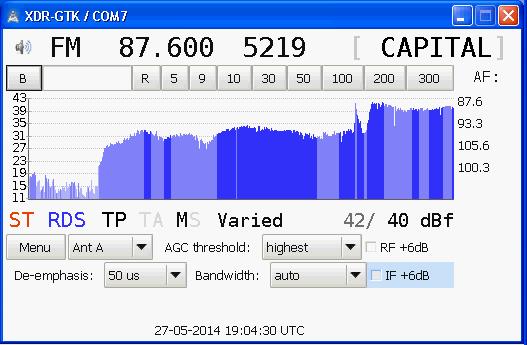 XDR-GTK / COM7
FM 87.600 5219 [ CAPITAL ]
B R 5 9 10 30 50 100 200 300 AF:
43
39
35
31
27
23
19
15
11
87.6
93.3
105.6
100.3
ST RDS TP TA MS Varied 42/ 40 dBf
Menu Ant A AGC threshold: highest RF +6dB
De-emphasis: 50 us Bandwidth: auto IF +6dB
27-05-2014 19:04:30 UTC